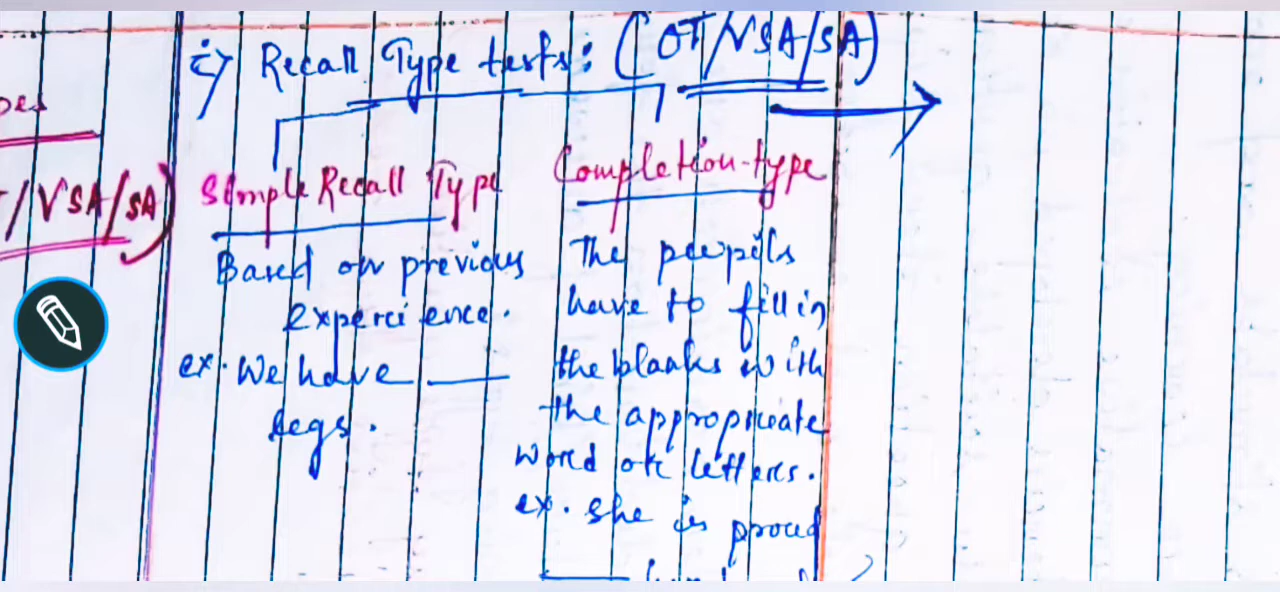 i) Recall Type tests: (OT/VSA/SA)
pes
/VSA/SA)
Simple Recall Type
Based on previous
experience.
ex. We have ____
legs.
Completion-type
The pupils
have to fill in
the blanks with
the appropriate
word or letters.
ex. She is proud